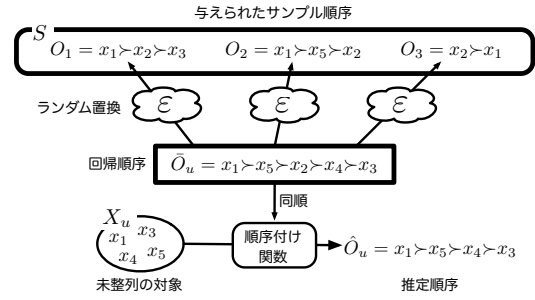 与えられたサンプル順序
S
O₁ = x₁≻x₂≻x₃ O₂ = x₁≻x₅≻x₂ O₃ = x₂≻x₁
ランダム置換 ε ε ε
回帰順序 Ōᵤ = x₁≻x₅≻x₂≻x₄≻x₃
同順
Xᵤ
x₁ x₃
x₄ x₅
順序付け
関数
Ôᵤ = x₁≻x₅≻x₄≻x₃
未整列の対象 推定順序